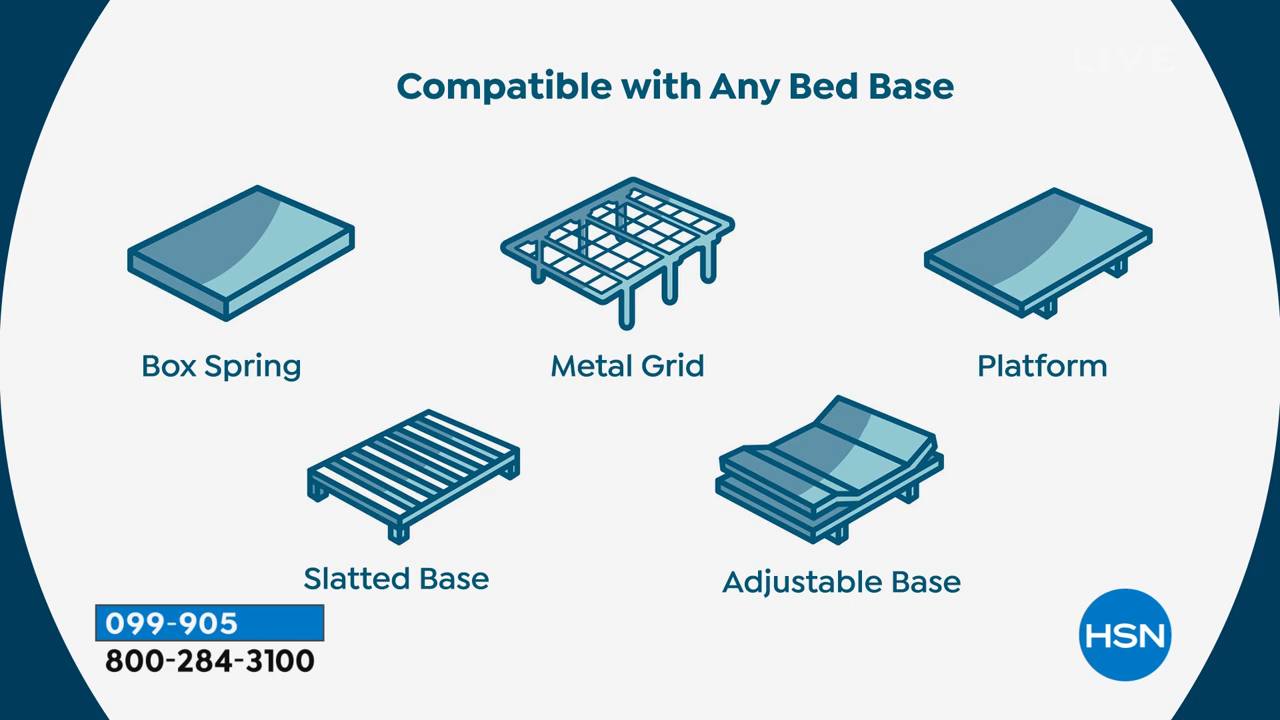 LIVE
Compatible with Any Bed Base
Box Spring
Metal Grid
Platform
Slatted Base
Adjustable Base
099-905
800-284-3100
HSN